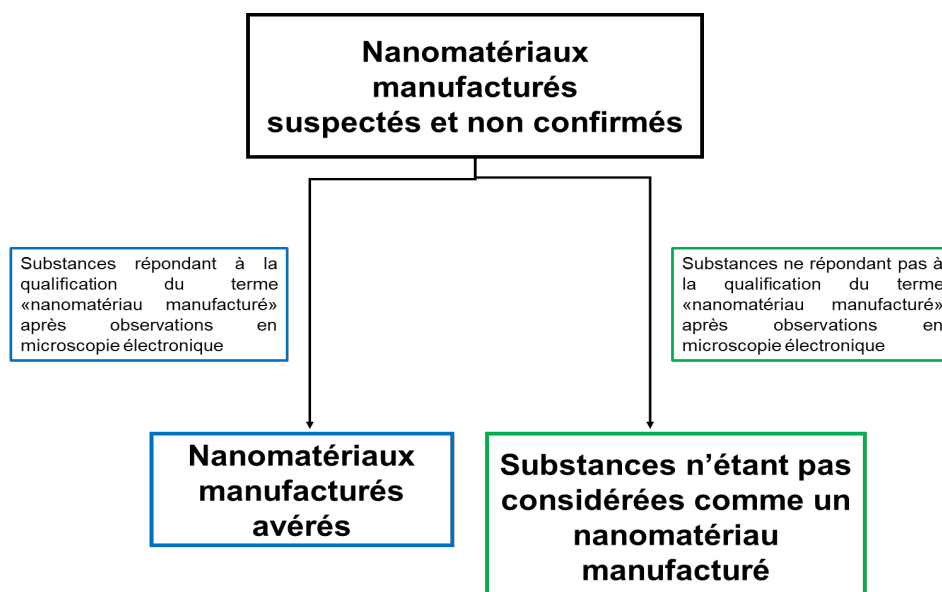 Nanomatériaux
manufacturés
suspectés et non confirmés
Substances répondant à la
qualification du terme
«nanomatériau manufacturé»
après observations en
microscopie électronique
Substances ne répondant pas à
la qualification du terme
«nanomatériau manufacturé»
après observations en
microscopie électronique
Nanomatériaux
manufacturés
avérés
Substances n’étant pas
considérées comme un
nanomatériau
manufacturé